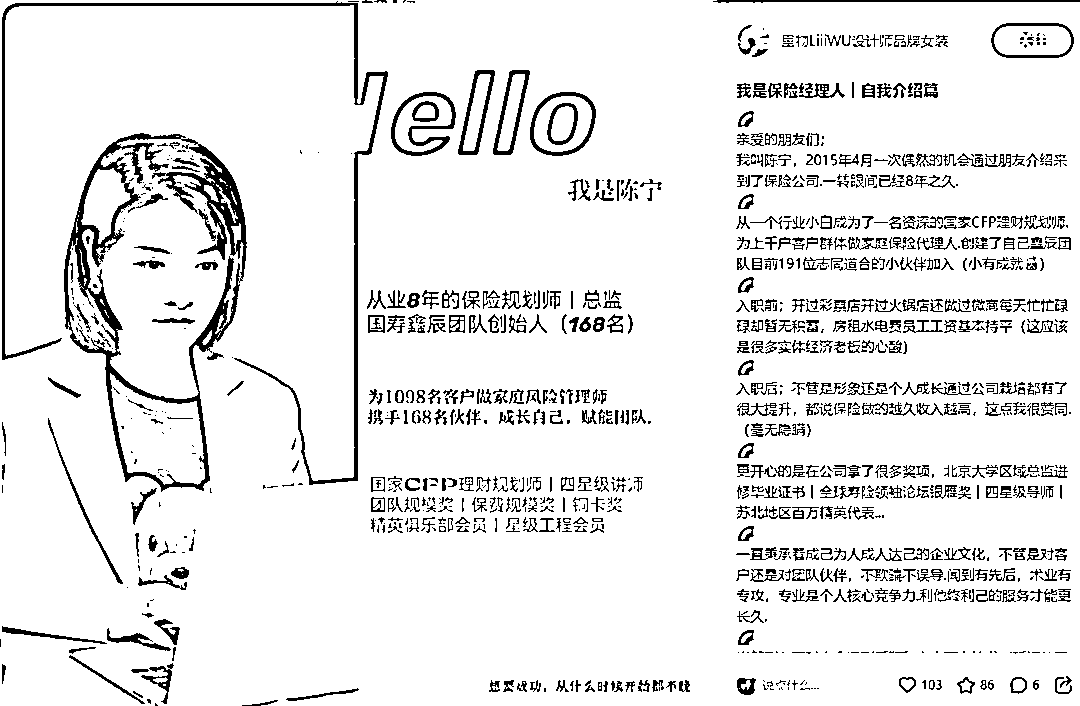 Hello
我是陈宁
从业8年的保险规划师丨总监
国寿鑫辰团队创始人（168名）
为1098名客户做家庭风险管理师
携手168名伙伴，成长自己，赋能团队.
国家CFP理财规划师丨四星级讲师
团队规模奖丨保费规模奖丨钻卡奖
精英俱乐部会员丨星级工程会员
想要成功，从什么时候开始都不晚
里物LiiiWU设计师品牌女装
关注
我是保险经理人丨自我介绍篇
亲爱的朋友们；
我叫陈宁，2015年4月一次偶然的机会通过朋友介绍来
到了保险公司.一转眼间已经8年之久.
从一个行业小白成为了一名资深的国家CFP理财规划师.
为上千户客户群体做家庭保险代理人.创建了自己鑫辰团
队目前191位志同道合的小伙伴加入（小有成就）
入职前；开过彩票店开过火锅店还做过微商每天忙忙碌
碌却暂无积蓄，房租水电费员工工资基本持平（这应该
是很多实体经济老板的心酸）
入职后；不管是形象还是个人成长通过公司栽培都有了
很大提升，都说保险做的越久收入越高，这点我很赞同.
（毫无隐瞒）
更开心的是在公司拿了很多奖项，北京大学区域总监进
修毕业证书丨全球寿险领袖论坛银雁奖丨四星级导师丨
苏北地区百万精英代表...
一直秉承着成己为人成人达己的企业文化，不管是对客
户还是对团队伙伴，不欺骗不误导.闻到有先后，术业有
专攻，专业是个人核心竞争力.利他终利己的服务才能更
长久.
说点什么...
103
86
6